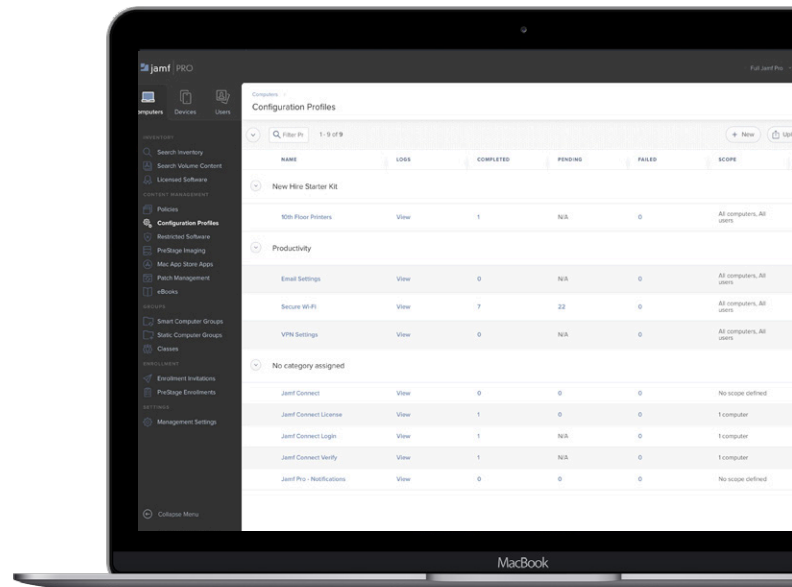 jamf PRO
Full Jamf Pro
Computers
Devices
Users
INVENTORY
Search Inventory
Search Volume Content
Licensed Software
CONTENT MANAGEMENT
Policies
Configuration Profiles
Restricted Software
PreStage Imaging
Mac App Store Apps
Patch Management
eBooks
GROUPS
Smart Computer Groups
Static Computer Groups
Classes
ENROLLMENT
Enrollment Invitations
PreStage Enrollments
SETTINGS
Management Settings
Collapse Menu
Computers
Configuration Profiles
Filter Pr 1 - 9 of 9
+ New Upl
NAME LOGS COMPLETED PENDING FAILED SCOPE
New Hire Starter Kit
10th Floor Printers View 1 N/A 0 All computers, All users
Productivity
Email Settings View 0 N/A 0 All computers, All users
Secure Wi-Fi View 7 22 0 All computers, All users
VPN Settings View 0 N/A 0 All computers, All users
No category assigned
Jamf Connect View 0 0 0 No scope defined
Jamf Connect License View 1 0 0 1 computer
Jamf Connect Login View 1 N/A 0 1 computer
Jamf Connect Verify View 1 N/A 0 1 computer
Jamf Pro - Notifications View 0 0 0 No scope defined
MacBook